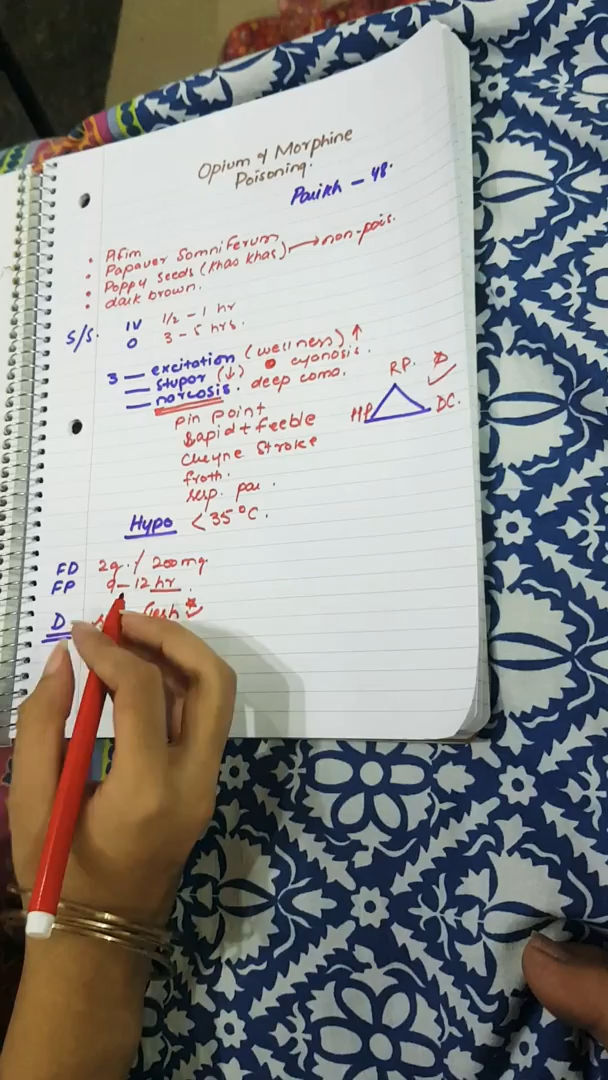 Opium & Morphine
Poisoning.
Parikh - 48.
• Afim
• Papaver Somniferum
• Poppy Seeds (Khas Khas) → non-pois.
• dark brown.
S/S. IV 1/2 - 1 hr
O 3 - 5 hrs.
3 — excitation (wellness) ↑
— stupor (↓) • cyanosis.
— narcosis. deep coma.
RP.
HP DC.
pin point
Rapid + feeble
Cheyne Stroke
froth.
resp. par.
Hypo < 35°C.
FD 2g. / 200mg
FP 9-12 hr.
D